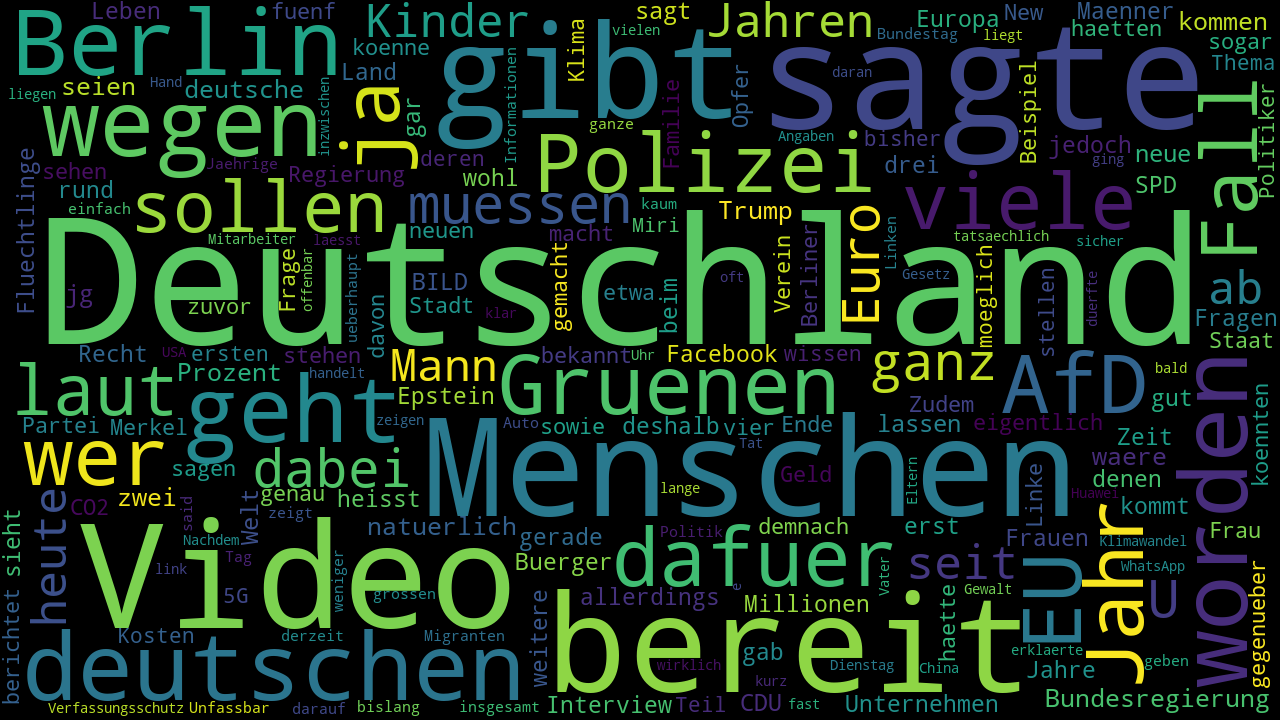 Berlin
Leben
fuenf
Kinder
koenne
Land
seien
Hand
deutsche
liegen
wegen
inzwischen
ja
gar
gibt
sagt
vielen
Klima
Informationen
ganze
Opfer
Familie
Jahren
Bundestag
Europa
New
liegt
Maenner
haetten
kommen
sogar
Thema
daran
sagte
Angaben
bisher
Beispiel
jedoch
ging
neue
SPD
Fall
Politiker
Fluechtlinge
sehen
rund
einfach
Jaehrige
Regierung
deren
wohl
Polizei
drei
viele
sollen
muessen
kaum
Miri
Trump
neuen
macht
Mitarbeiter
laesst
Deutschland
jg
zuvor
Frage
offenbar
ueberhaupt
davon
BILD
Stadt
klar
gemacht
etwa
beim
oft
Verein
Berliner
Euro
Linken
Gesetz
tatsaechlich
moeglich
stellen
sicher
duerfte
ab
Fragen
Staat
Recht
USA
ersten
stehen
handelt
Prozent
laut
geht
Mann
Epstein
zeigen
bekannt
Uhr
Facebook
wissen
Gruenen
ganz
AfD
Zudem
bald
gut
worden
koennten
Partei
Merkel
wer
sagen
dabei
Auto
sowie
deshalb
vier
Ende
Tat
lassen
eigentlich
Zeit
waere
Menschen
lange
Geld
Eltern
Huawei
denen
kommt
CO2
zwei
genau
heisst
Welt
said
zeigt
heute
sieht
berichtet
Nachdem
Tag
link
5G
Video
weniger
grossen
natuerlich
gerade
Buerger
Politik
demnach
dafuer
e
Vater
erst
seit
Frauen
Linke
Klimawandel
WhatsApp
Frau
Jahr
U
EU
gegenueber
Kosten
derzeit
Migranten
weitere
allerdings
Millionen
haette
Gewalt
erklaerte
geben
deutschen
bereit
wirklich
gab
kurz
Dienstag
China
Jahre
Verfassungsschutz
Unfassbar
darauf
bislang
insgesamt
Interview
Teil
CDU
fast
Unternehmen
Bundesregierung